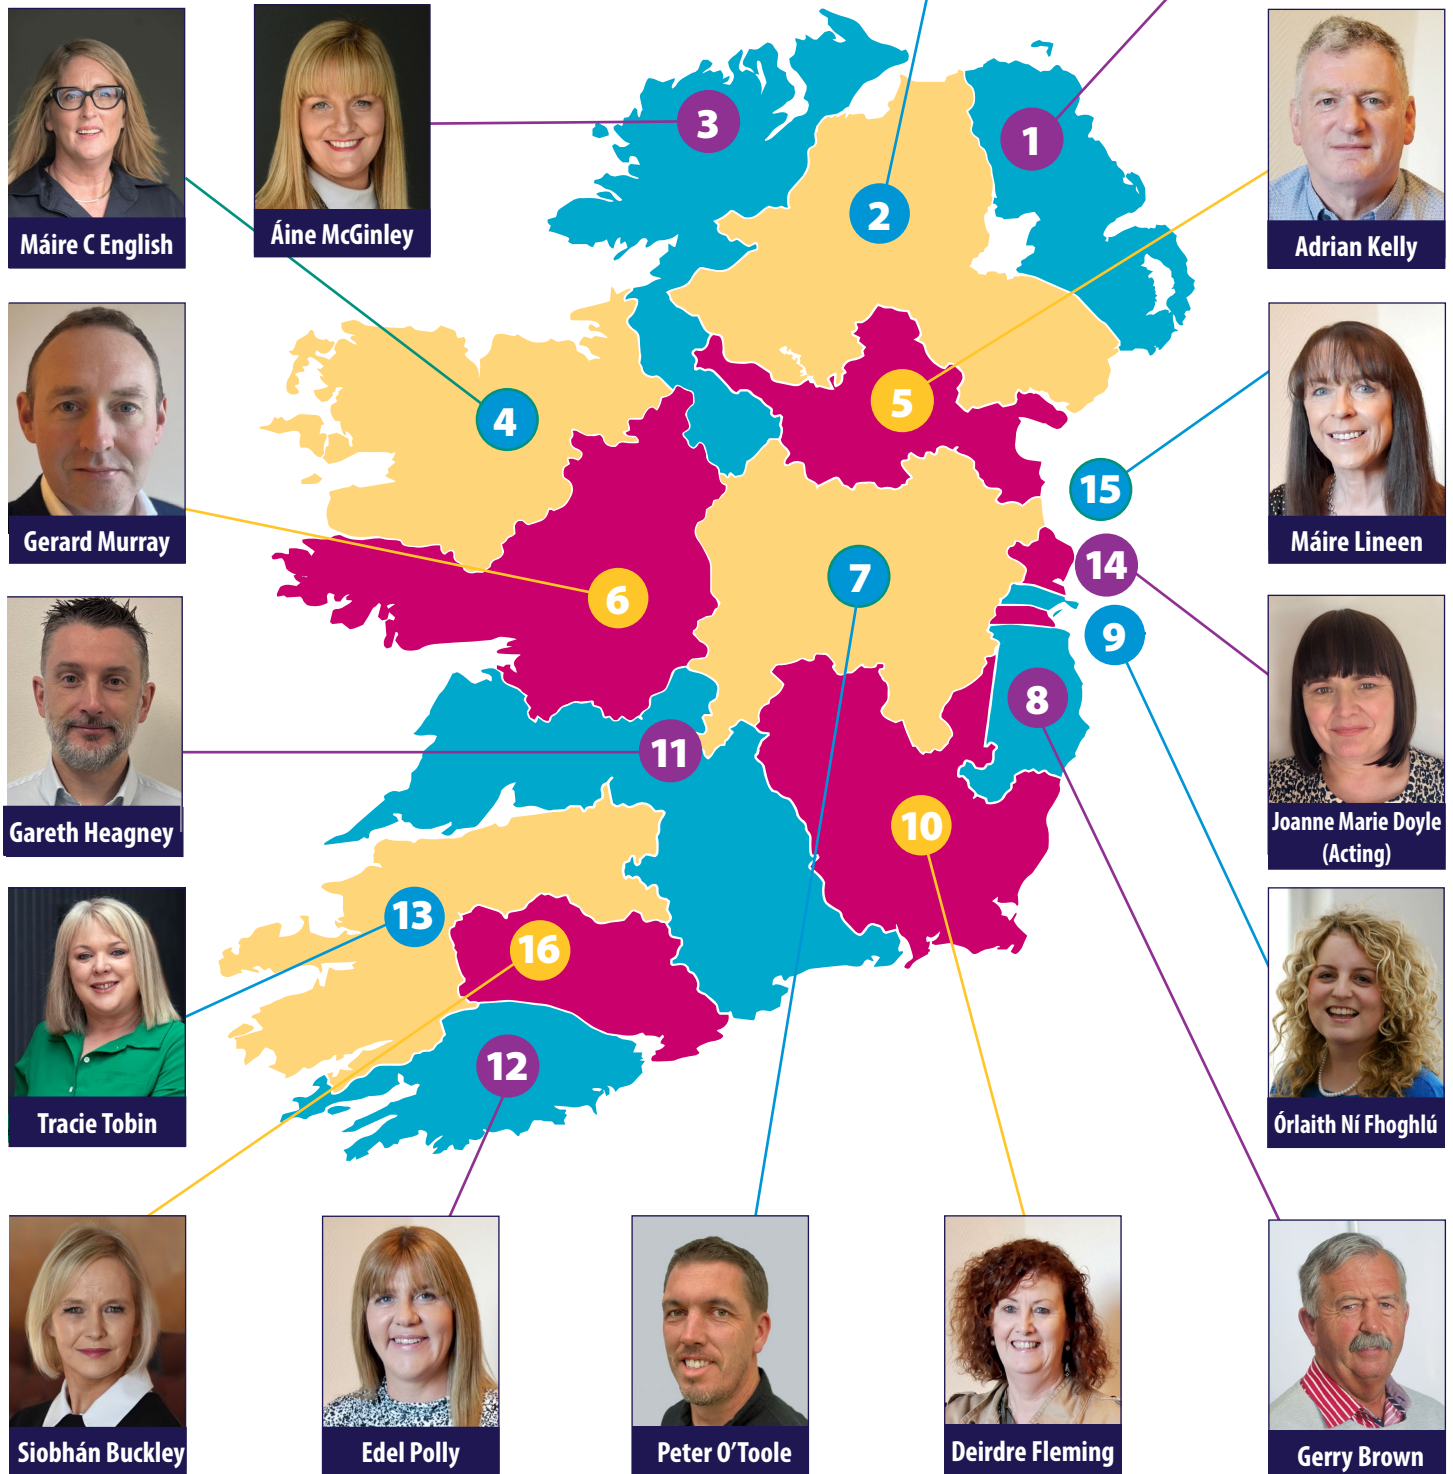 Máire C English
Áine McGinley
Adrian Kelly
Gerard Murray
Máire Lineen
Gareth Heagney
Joanne Marie Doyle
(Acting)
Tracie Tobin
Órlaith Ní Fhoghlú
Siobhán Buckley
Edel Polly
Peter O'Toole
Deirdre Fleming
Gerry Brown
3
1
2
5
4
15
14
7
6
9
8
11
10
13
16
12